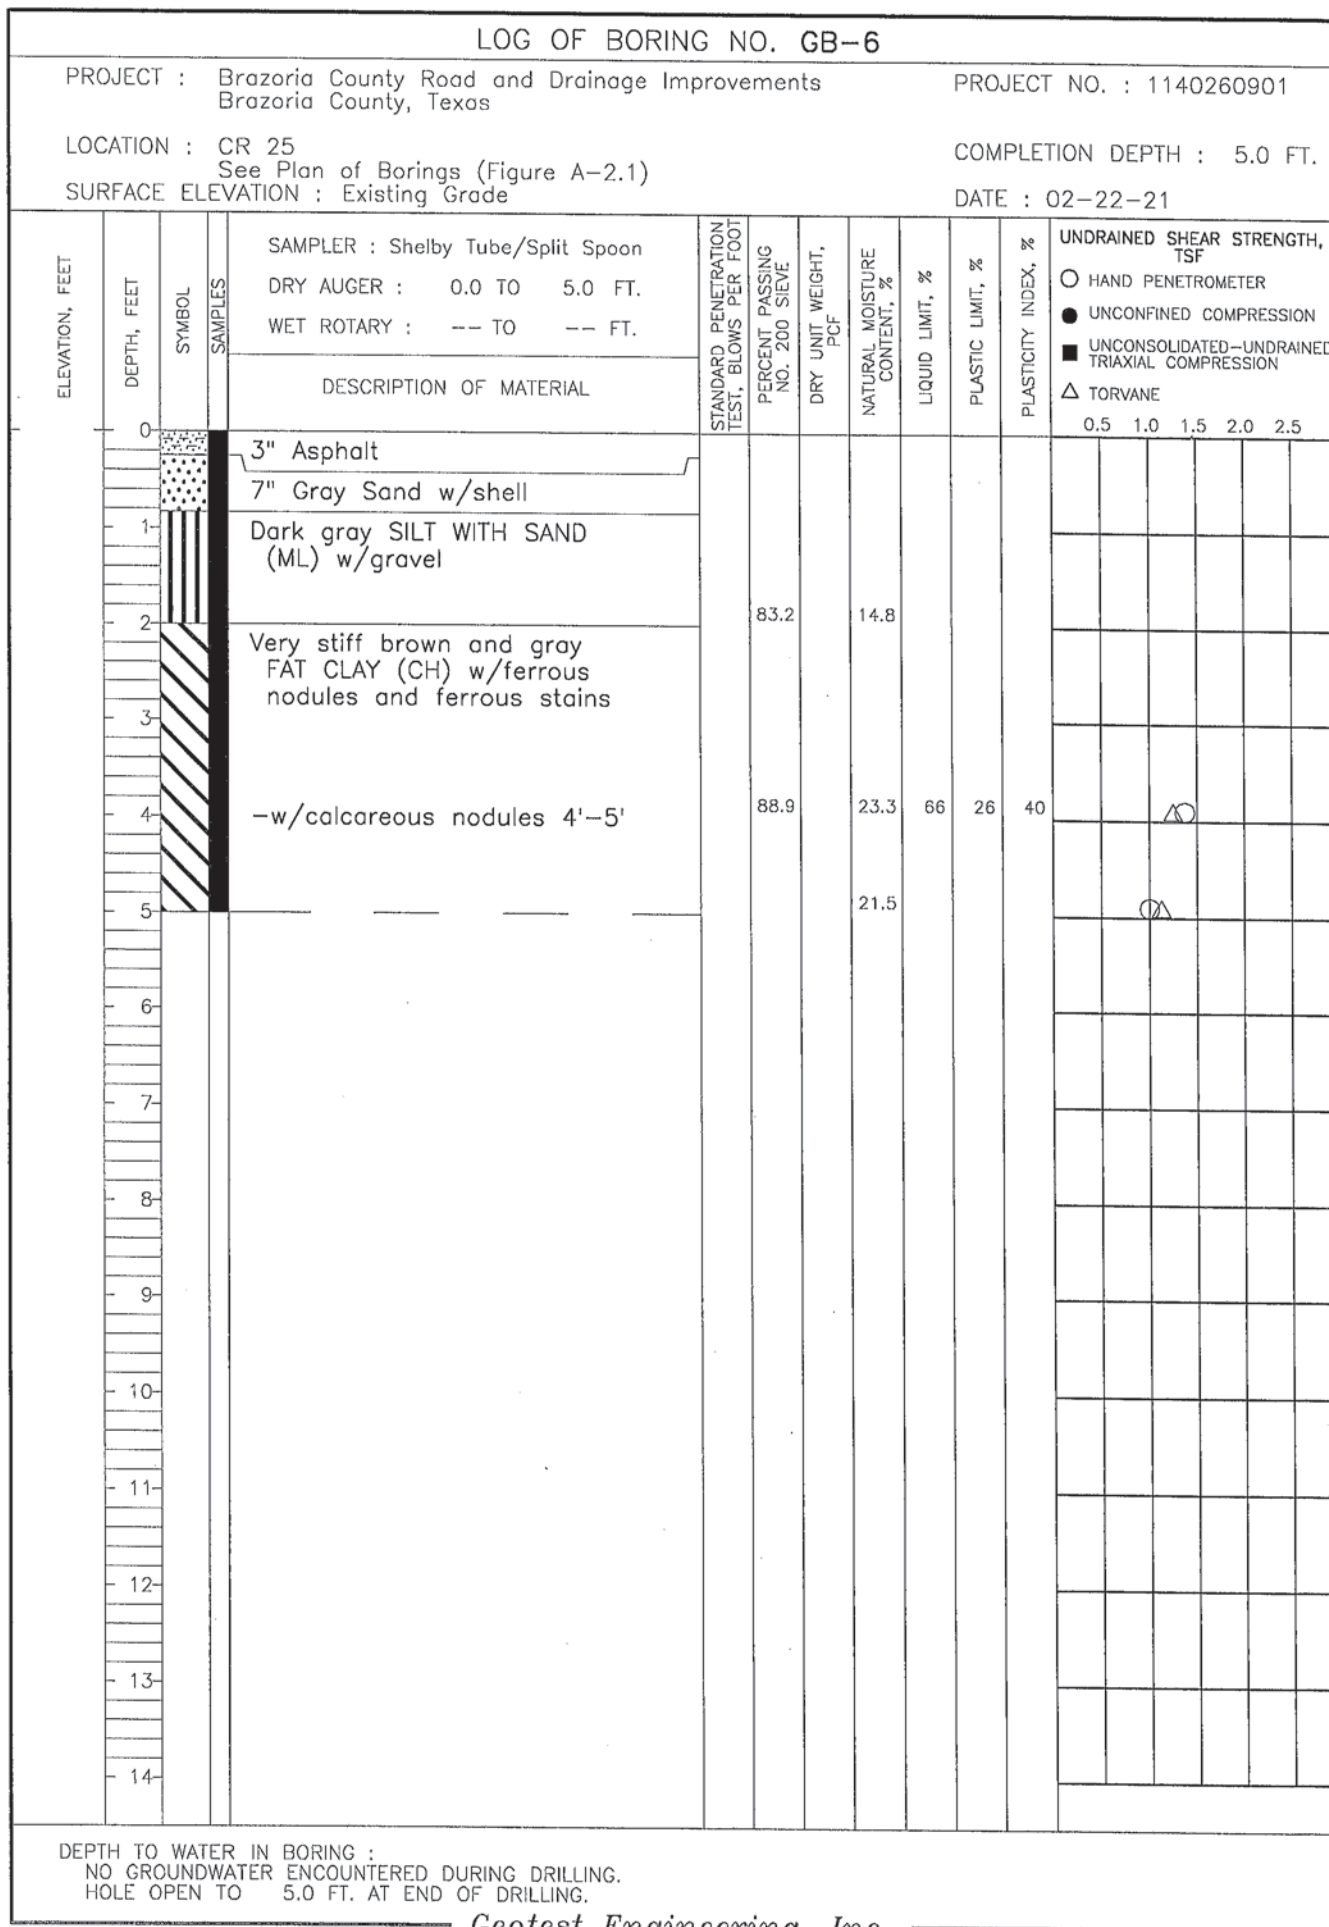 LOG OF BORING NO. GB-6
PROJECT : Brazoria County Road and Drainage Improvements
Brazoria County, Texas
PROJECT NO. : 1140260901
LOCATION : CR 25
See Plan of Borings (Figure A-2.1)
COMPLETION DEPTH : 5.0 FT.
SURFACE ELEVATION : Existing Grade
DATE : 02-22-21
ELEVATION, FEET
DEPTH, FEET
SYMBOL
SAMPLES
SAMPLER : Shelby Tube/Split Spoon
DRY AUGER : 0.0 TO 5.0 FT.
WET ROTARY : -- TO -- FT.
DESCRIPTION OF MATERIAL
STANDARD PENETRATION
TEST, BLOWS PER FOOT
PERCENT PASSING
NO. 200 SIEVE
DRY UNIT WEIGHT,
PCF
NATURAL MOISTURE
CONTENT, %
LIQUID LIMIT, %
PLASTIC LIMIT, %
PLASTICITY INDEX, %
UNDRAINED SHEAR STRENGTH,
TSF
HAND PENETROMETER
UNCONFINED COMPRESSION
UNCONSOLIDATED-UNDRAINED
TRIAXIAL COMPRESSION
TORVANE
0.5 1.0 1.5 2.0 2.5
0
3" Asphalt
7" Gray Sand w/shell
1
Dark gray SILT WITH SAND
(ML) w/gravel
2
83.2 14.8
Very stiff brown and gray
FAT CLAY (CH) w/ferrous
nodules and ferrous stains
3
4
-w/calcareous nodules 4'-5'
88.9 23.3 66 26 40
5
21.5
6
7
8
9
10
11
12
13
14
DEPTH TO WATER IN BORING :
NO GROUNDWATER ENCOUNTERED DURING DRILLING.
HOLE OPEN TO 5.0 FT. AT END OF DRILLING.
Geotest Engineering, Inc.